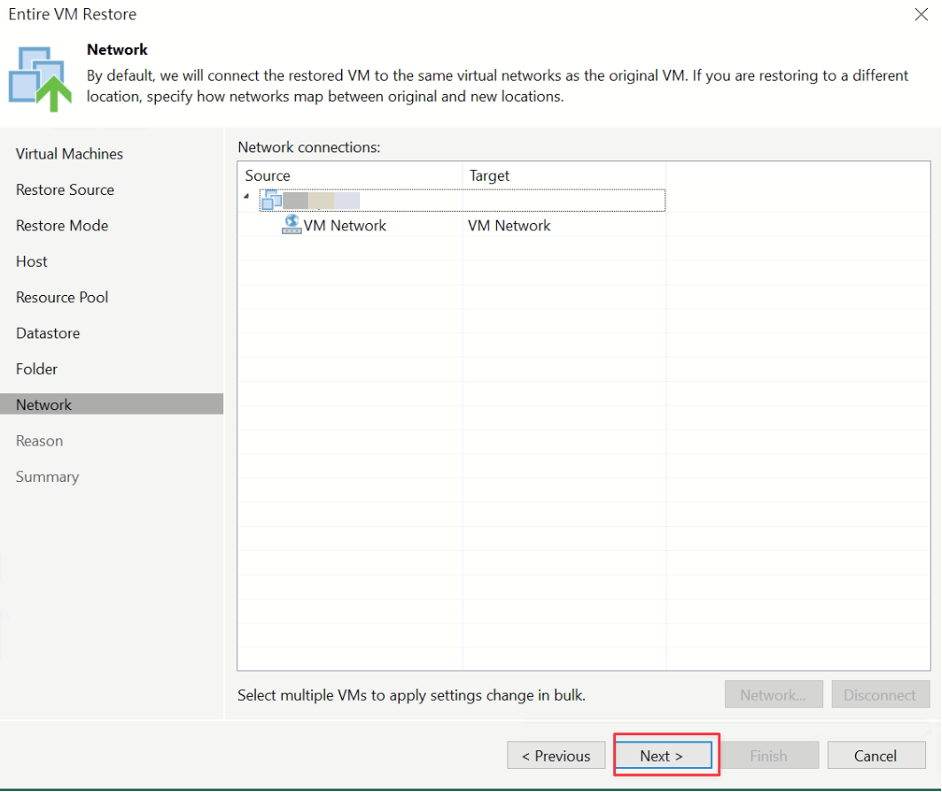 Entire VM Restore
Network
By default, we will connect the restored VM to the same virtual networks as the original VM. If you are restoring to a different
location, specify how networks map between original and new locations.
Virtual Machines
Restore Source
Restore Mode
Host
Resource Pool
Datastore
Folder
Network
Reason
Summary
Network connections:
Source Target
VM Network VM Network
Select multiple VMs to apply settings change in bulk.
Network... Disconnect
< Previous Next > Finish Cancel